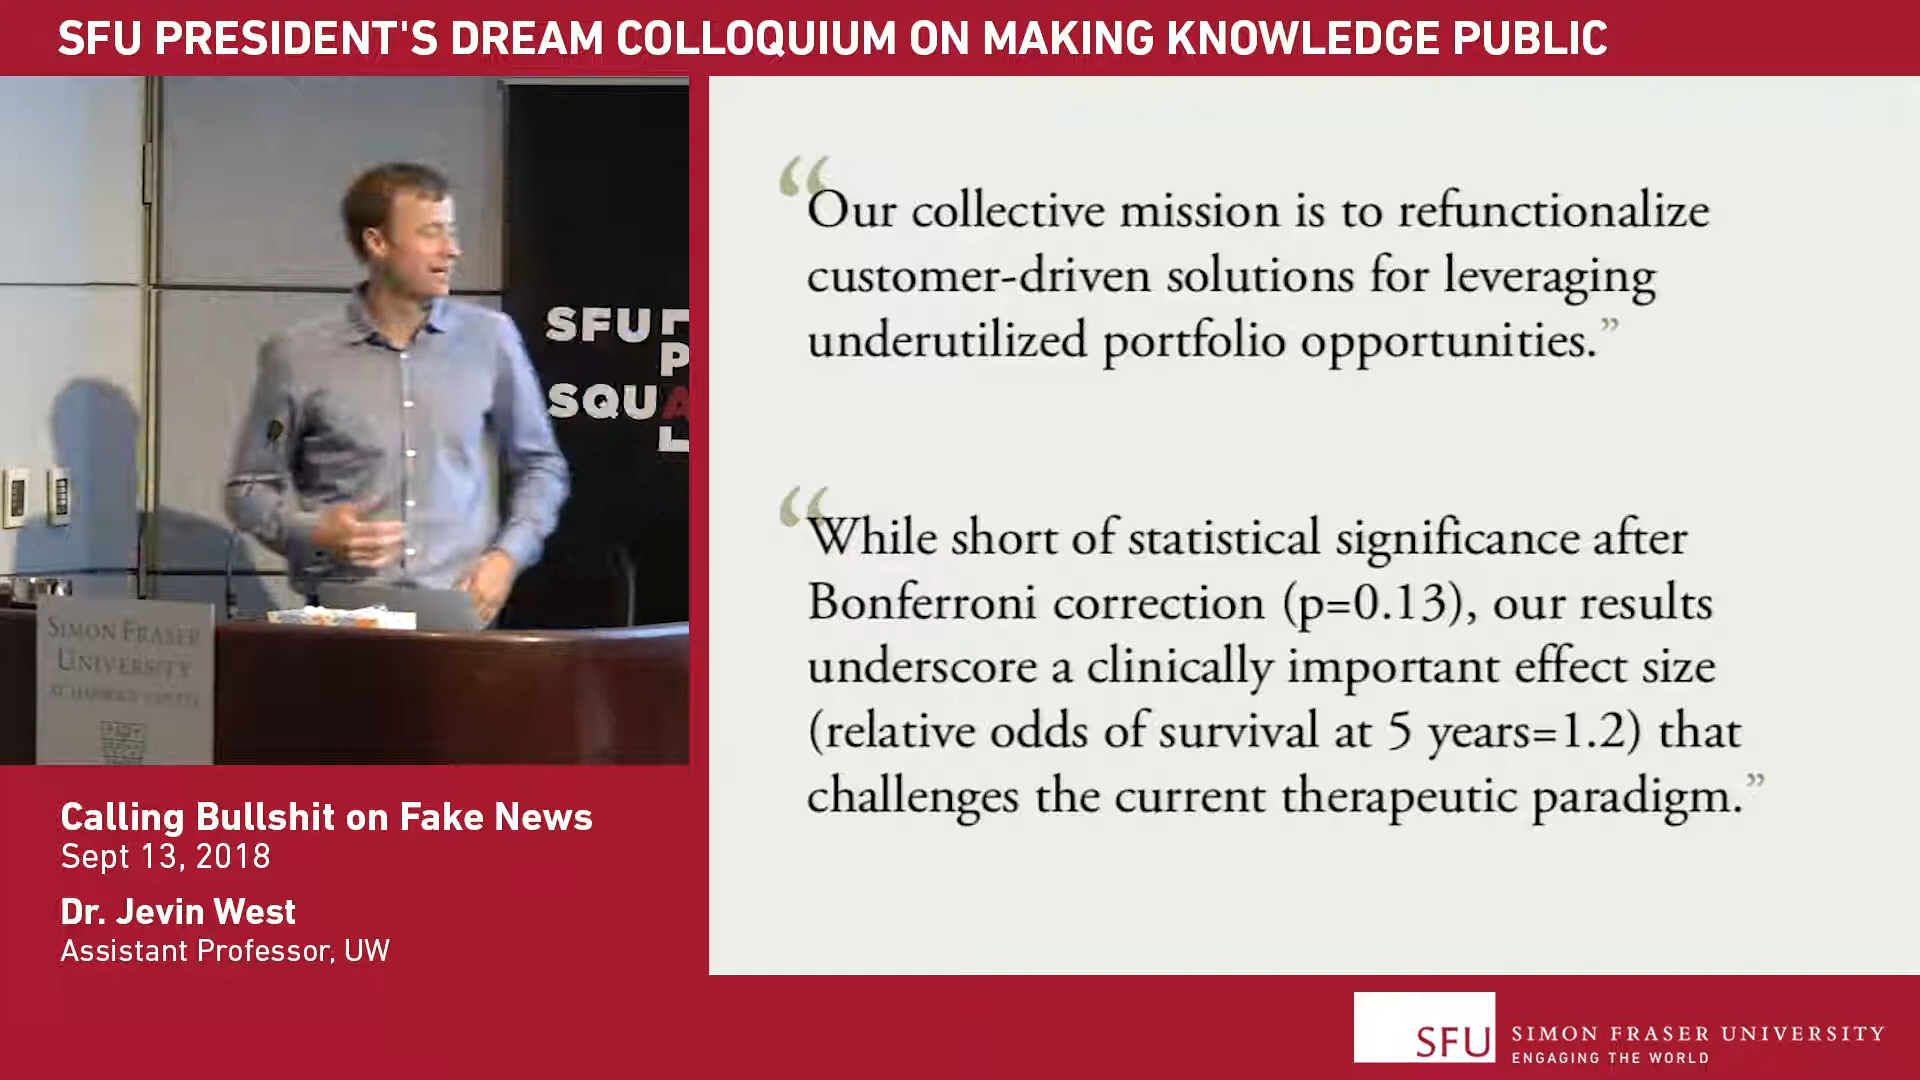 SFU PRESIDENT'S DREAM COLLOQUIUM ON MAKING KNOWLEDGE PUBLIC
SFU
P
SQUA
L
SIMON FRASER
UNIVERSITY
“Our collective mission is to refunctionalize
customer-driven solutions for leveraging
underutilized portfolio opportunities.”
“While short of statistical significance after
Bonferroni correction (p=0.13), our results
underscore a clinically important effect size
(relative odds of survival at 5 years=1.2) that
challenges the current therapeutic paradigm.”
Calling Bullshit on Fake News
Sept 13, 2018
Dr. Jevin West
Assistant Professor, UW
SFU SIMON FRASER UNIVERSITY
ENGAGING THE WORLD